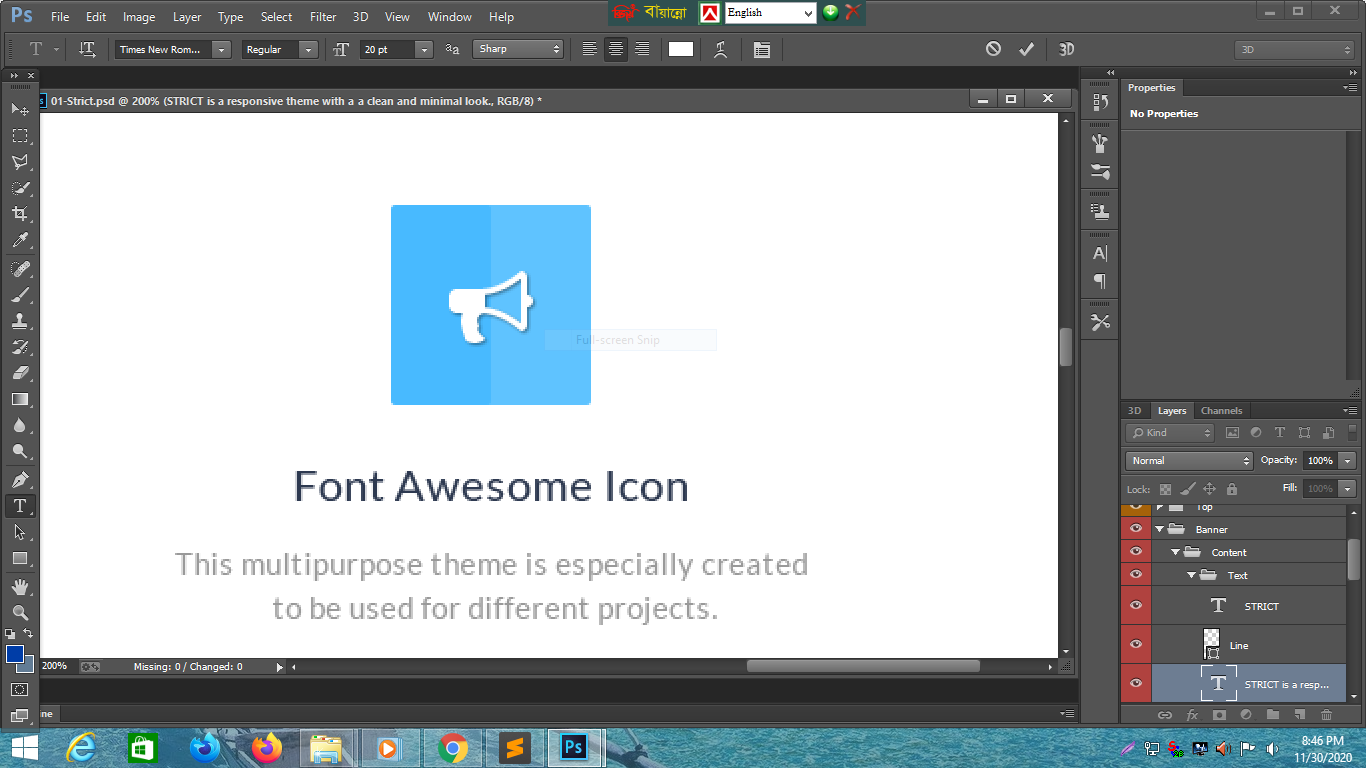 Ps File Edit Image Layer Type Select Filter 3D View Window Help
বায়ান্নো English
Times New Rom... Regular 20 pt Sharp 3D 3D
01-Strict.psd @ 200% (STRICT is a responsive theme with a a clean and minimal look., RGB/8) *
Full-screen Snip
Font Awesome Icon
This multipurpose theme is especially created
to be used for different projects.
200% Missing: 0 / Changed: 0
ne
Properties
No Properties
3D Layers Channels
Kind
Normal Opacity: 100%
Lock: Fill: 100%
Top
Banner
Content
Text
STRICT
Line
STRICT is a resp...
Ps
8:46 PM
11/30/2020